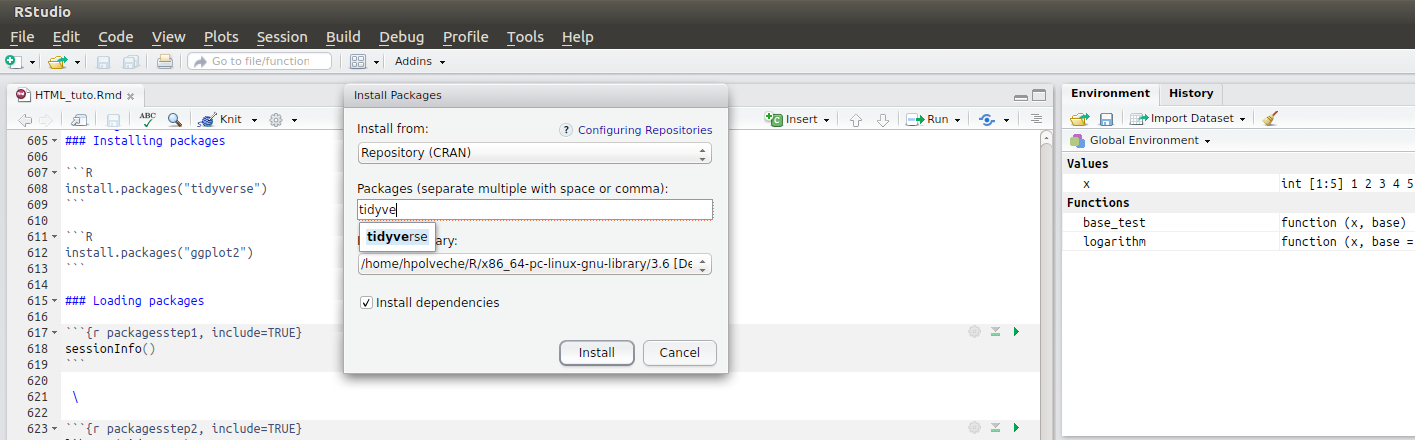 RStudio
File Edit Code View Plots Session Build Debug Profile Tools Help
Go to file/function Addins
HTML_tuto.Rmd
ABC Knit Insert Run
605 ### Installing packages
606
607 ```R
608 install.packages("tidyverse")
609 ```
610
611 ```R
612 install.packages("ggplot2")
613 ```
614
615 ### Loading packages
616
617 ```{r packagesstep1, include=TRUE}
618 sessionInfo()
619 ```
620
621 \
622
623 ```{r packagesstep2, include=TRUE}
Install Packages
Install from: ? Configuring Repositories
Repository (CRAN)
Packages (separate multiple with space or comma):
tidyve
tidyverse
/home/hpolveche/R/x86_64-pc-linux-gnu-library/3.6 [De
Install dependencies
Install Cancel
Environment History
Import Dataset
Global Environment
Values
x int [1:5] 1 2 3 4 5
Functions
base_test function (x, base)
logarithm function (x, base =